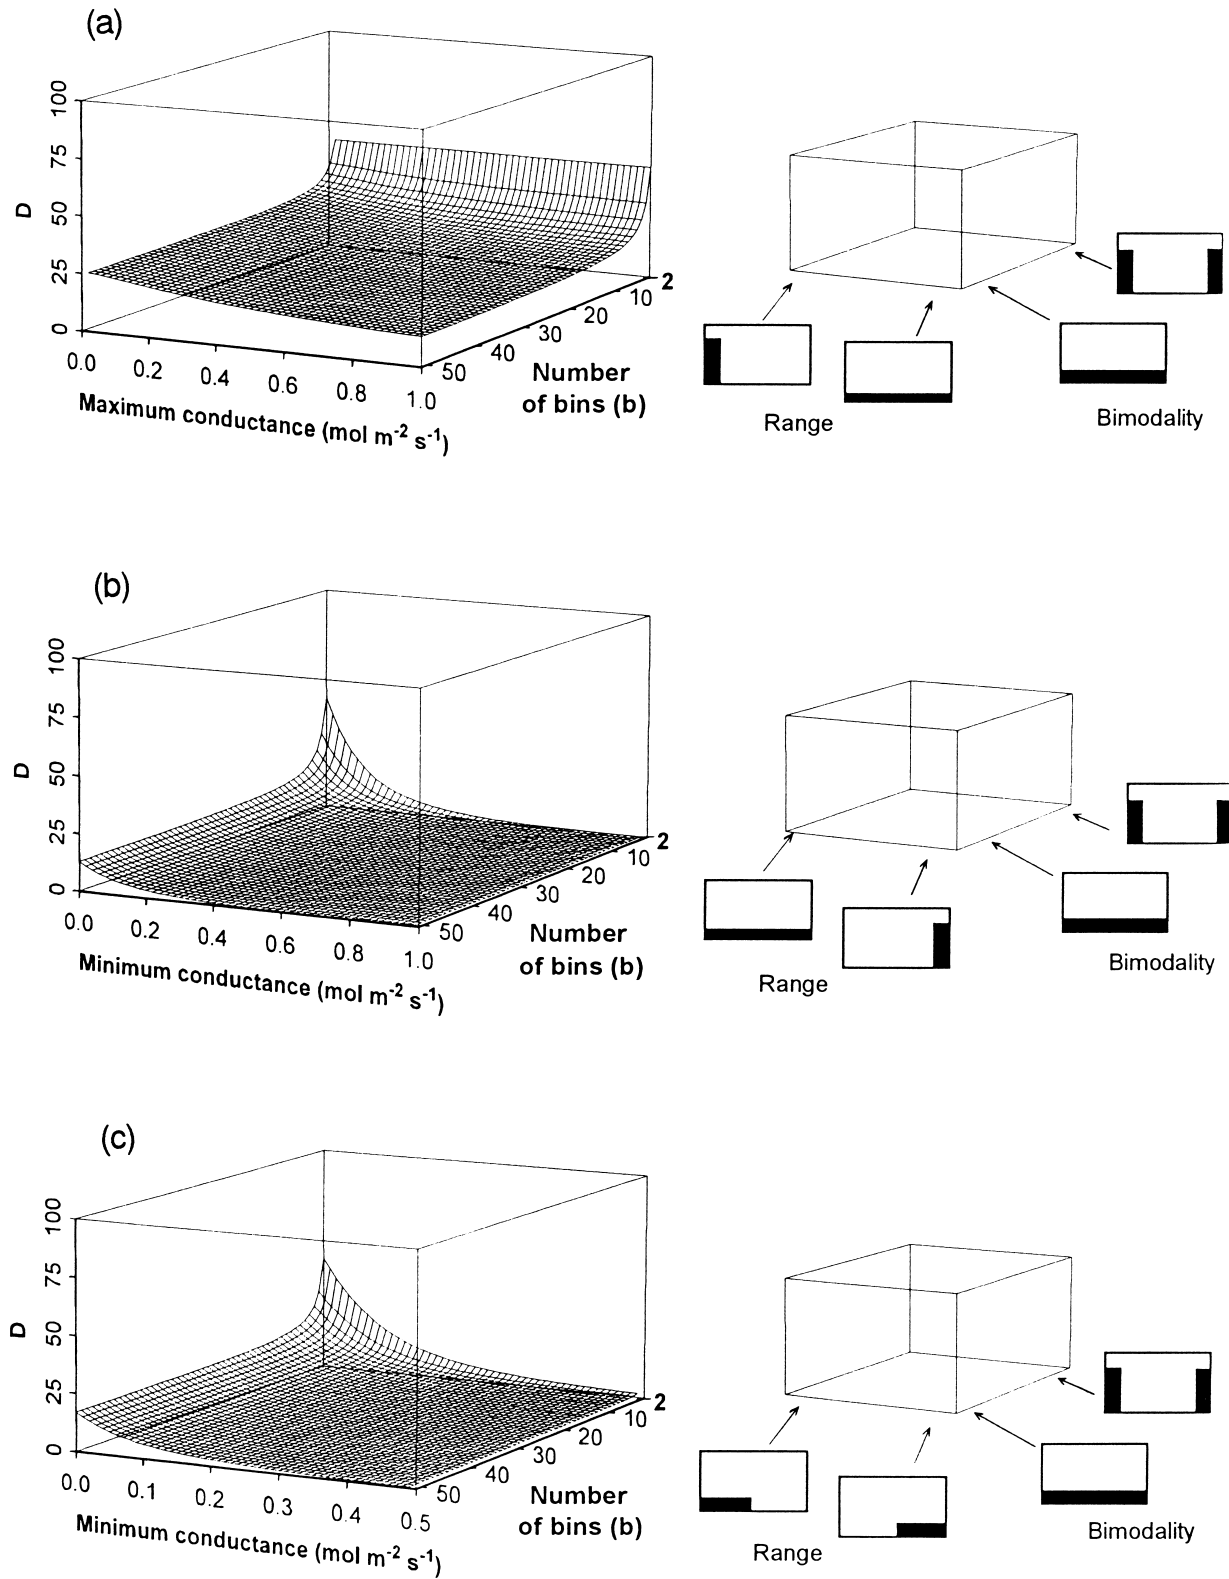 (a)
100
75
50
25
0
D
0.0 0.2 0.4 0.6 0.8 1.0
Maximum conductance (mol m⁻² s⁻¹)
50 40 30 20 10 2
Number
of bins (b)
Range
Bimodality
(b)
100
75
50
25
0
D
0.0 0.2 0.4 0.6 0.8 1.0
Minimum conductance (mol m⁻² s⁻¹)
50 40 30 20 10 2
Number
of bins (b)
Range
Bimodality
(c)
100
75
50
25
0
D
0.0 0.1 0.2 0.3 0.4 0.5
Minimum conductance (mol m⁻² s⁻¹)
50 40 30 20 10 2
Number
of bins (b)
Range
Bimodality